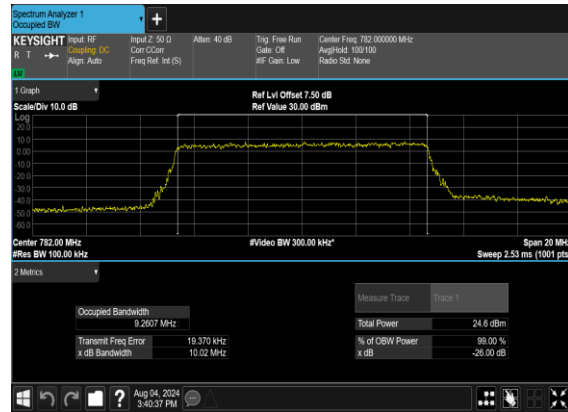 Spectrum Analyzer 1
Occupied BW
+
KEYSIGHT
R T
LW
Input: RF
Coupling: DC
Align: Auto
Input Z: 50 Ω
Corr CCorr
Freq Ref: Int (S)
Atten: 40 dB
Trig: Free Run
Gate: Off
#IF Gain: Low
Center Freq: 782.000000 MHz
Avg|Hold: 100/100
Radio Std: None
1 Graph
Scale/Div 10.0 dB
Ref Lvl Offset 7.50 dB
Ref Value 30.00 dBm
Log
20.0
10.0
0.00
-10.0
-20.0
-30.0
-40.0
-50.0
-60.0
Center 782.00 MHz
#Res BW 100.00 kHz
#Video BW 300.00 kHz*
Span 20 MHz
Sweep 2.53 ms (1001 pts
2 Metrics
Measure Trace
Trace 1
Occupied Bandwidth
9.2607 MHz
Total Power
24.6 dBm
Transmit Freq Error
19.370 kHz
% of OBW Power
99.00 %
x dB Bandwidth
10.02 MHz
x dB
-26.00 dB
?
Aug 04, 2024
3:40:37 PM